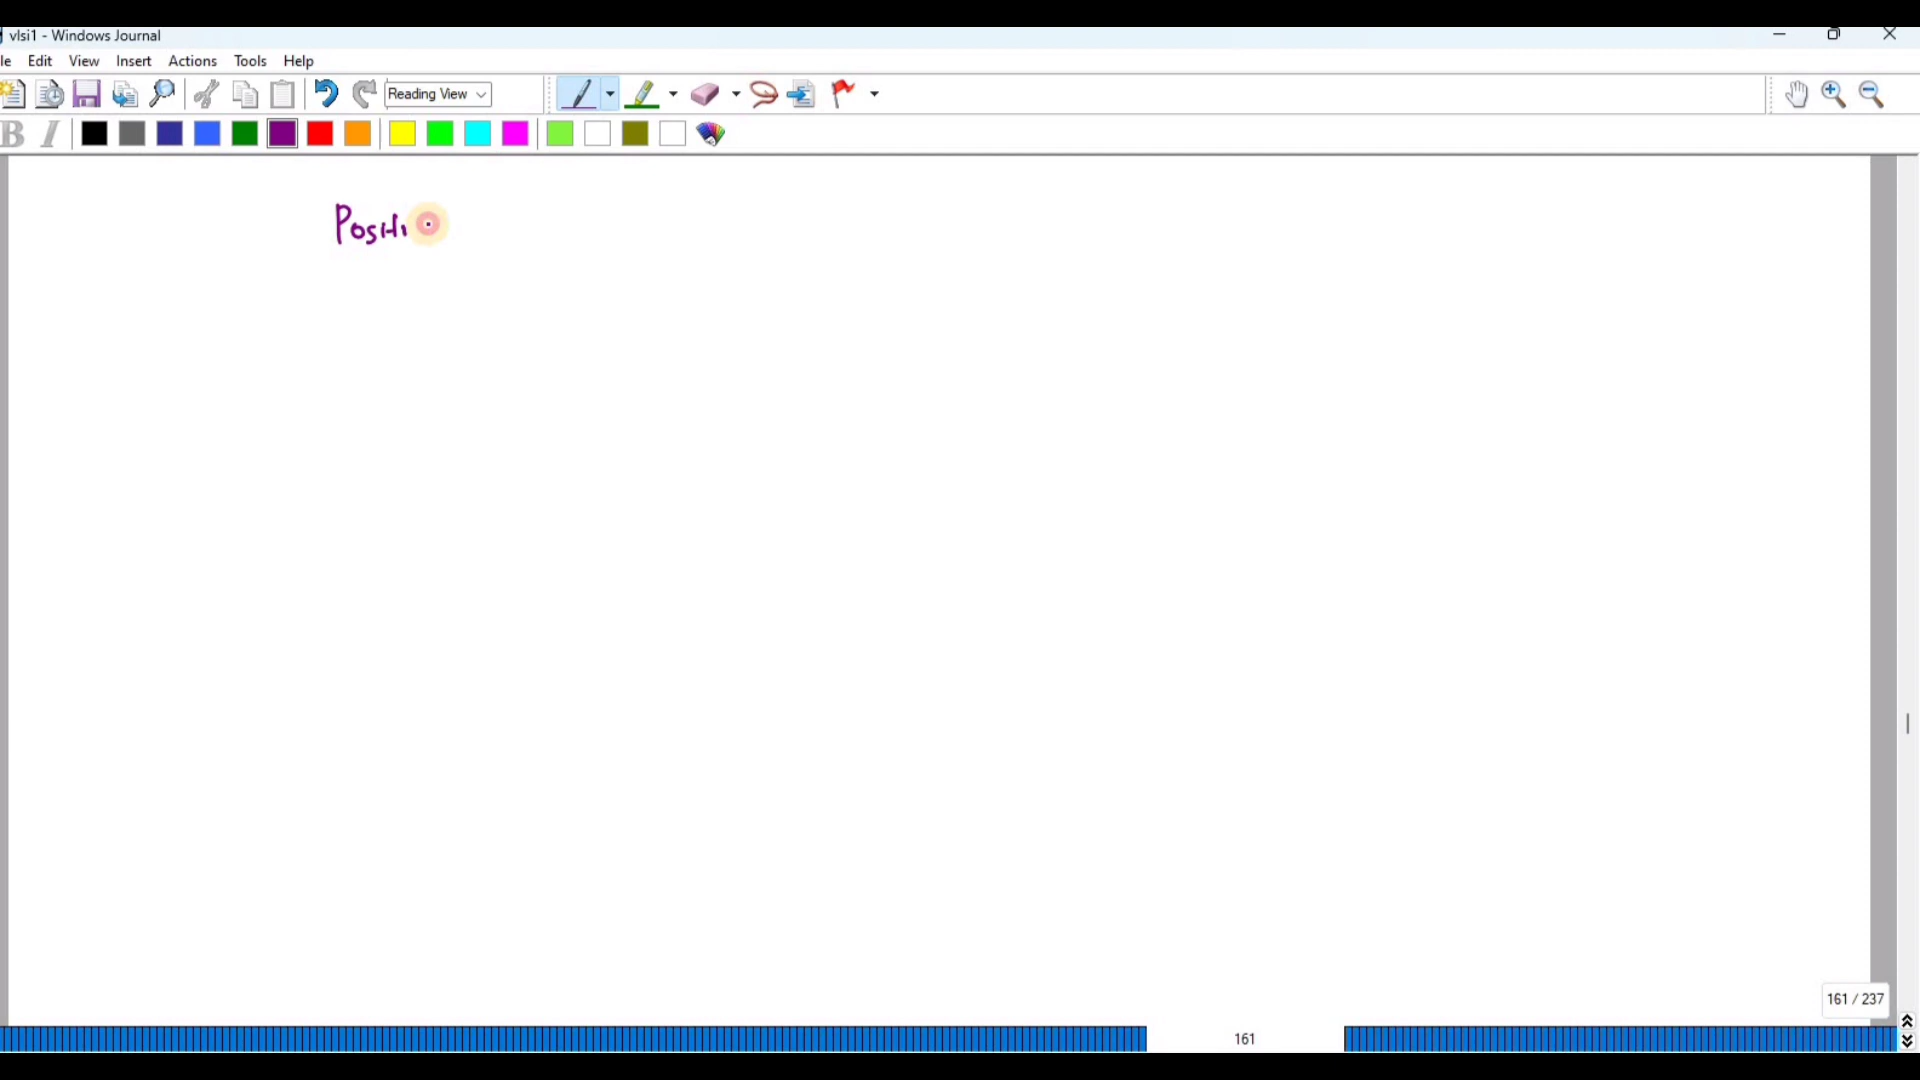 vlsi1 - Windows Journal
le Edit View Insert Actions Tools Help
Reading View
B I
Positi
161 / 237
161